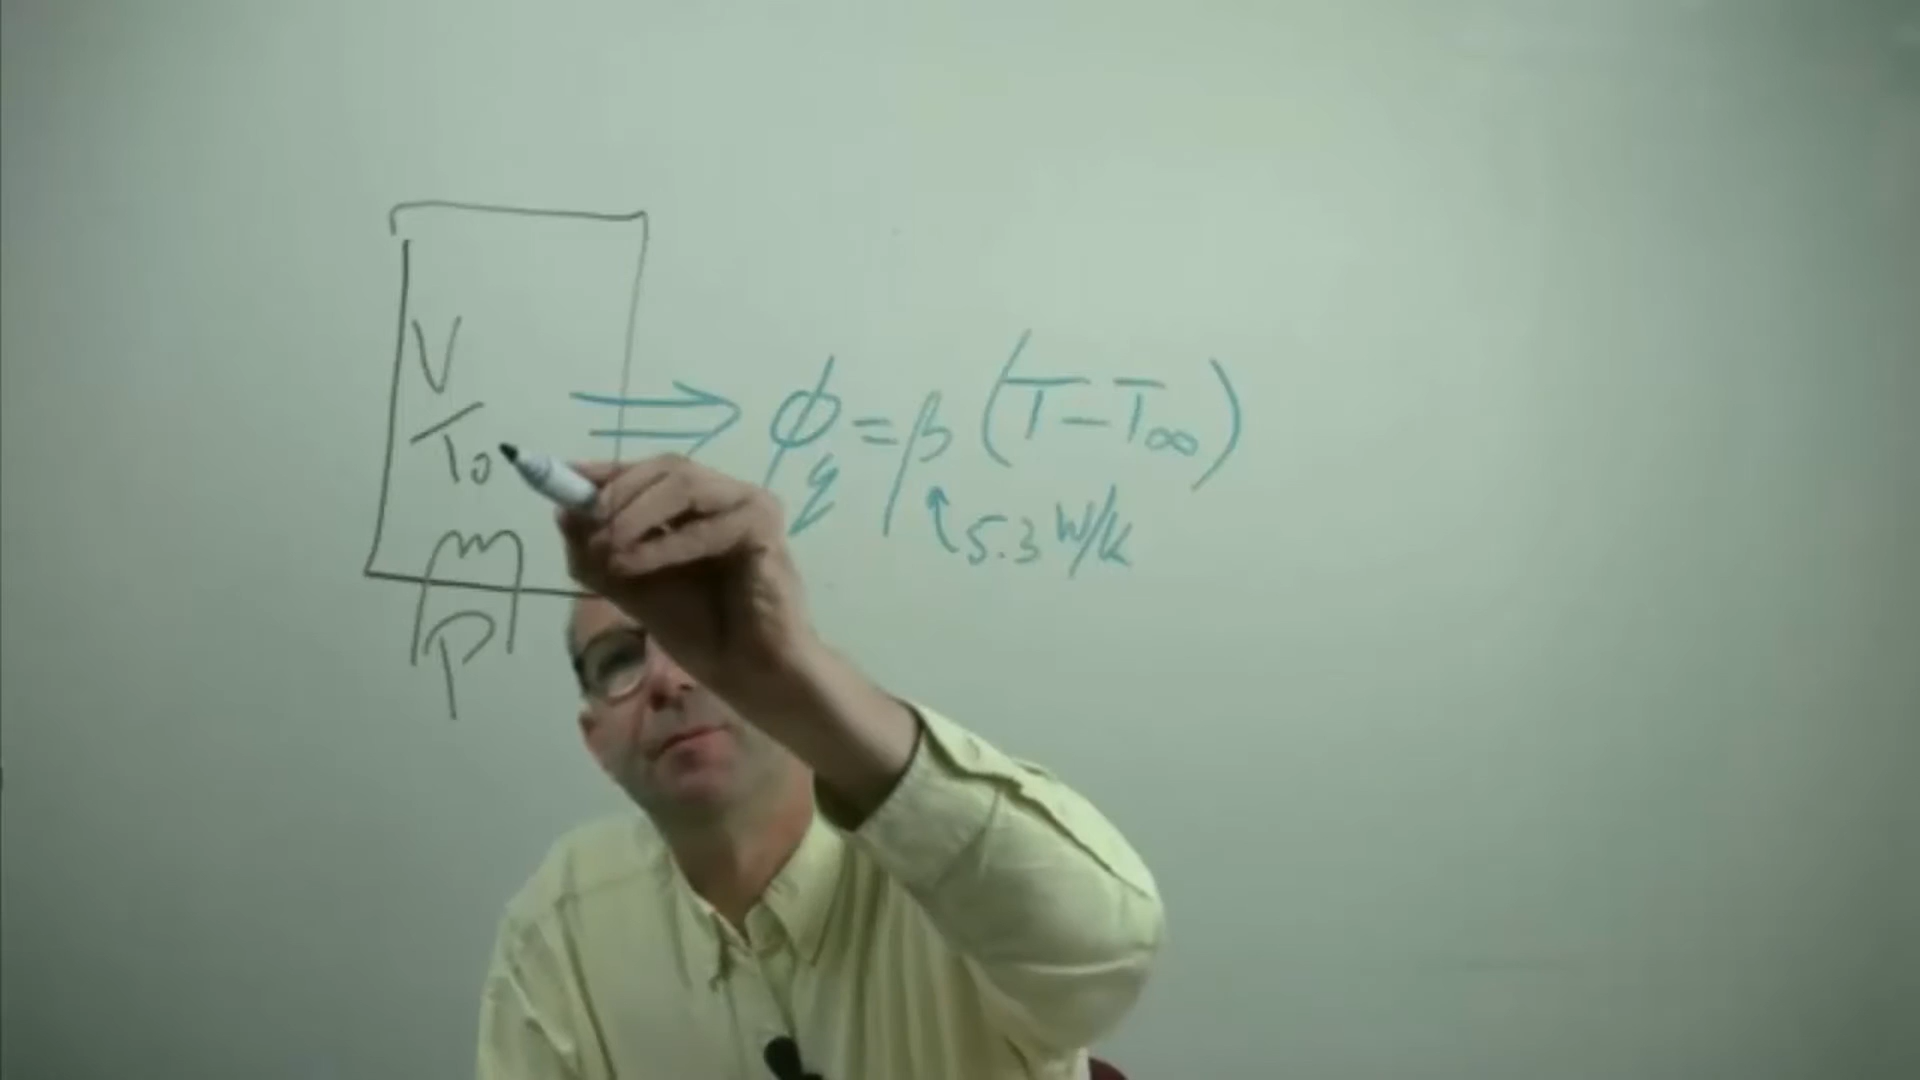 V
T₀
m
P
ϕq = β (T − T∞)
5.3 W/K